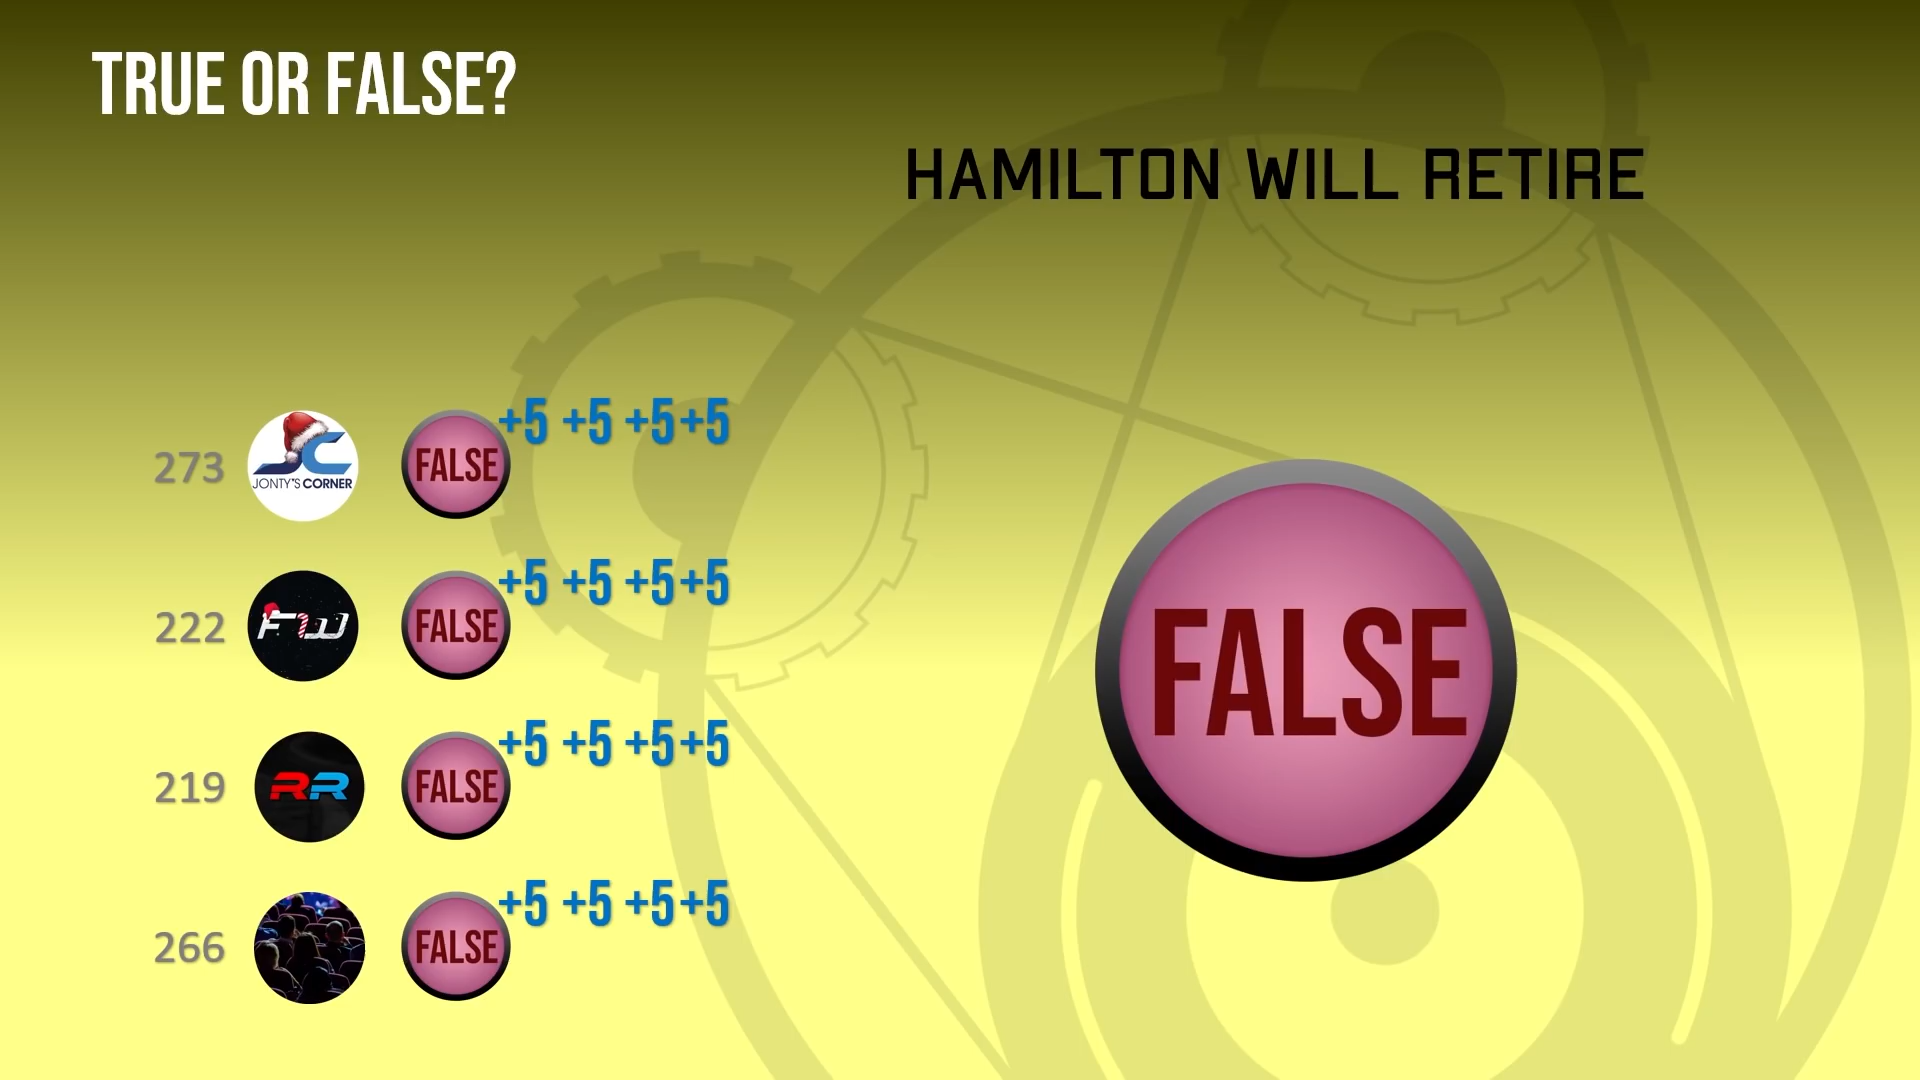 TRUE OR FALSE?
HAMILTON WILL RETIRE
273 JONTY'S CORNER FALSE +5 +5 +5 +5
222 F1W FALSE +5 +5 +5 +5
219 RR FALSE +5 +5 +5 +5
266 FALSE +5 +5 +5 +5
FALSE